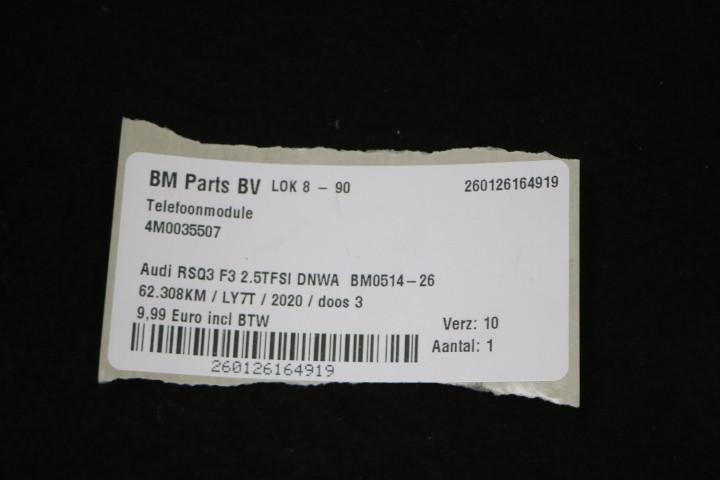 BM Parts BV LOK 8 - 90 260126164919
Telefoonmodule
4M0035507
Audi RSQ3 F3 2.5TFSI DNWA BM0514-26
62.308KM / LY7T / 2020 / doos 3
9,99 Euro incl BTW Verz: 10
Aantal: 1
260126164919